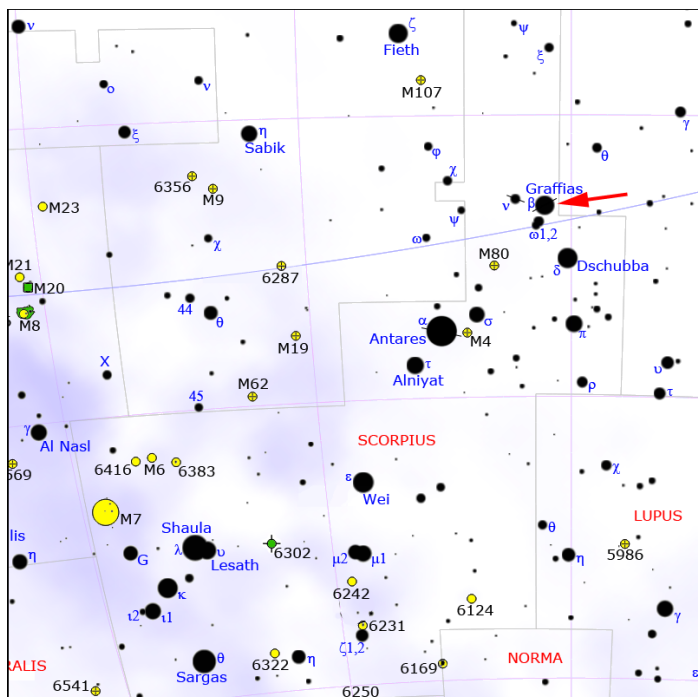 ν
ζ
Fieth
ψ
ξ
ο
ν
M107
γ
ξ
η
Sabik
φ
θ
6356
M9
χ
Graffias
M23
ν
β
ψ
ω1,2
χ
ω
M80
δ
Dschubba
M21
6287
M20
44
θ
α
σ
M8
Antares
M4
π
M19
X
τ
Alniyat
υ
M62
ρ
τ
45
γ
Al Nasl
SCORPIUS
6416
M6
6383
χ
569
ε
Wei
M7
LUPUS
Shaula
θ
lis
λ
υ
6302
5986
η
G
Lesath
μ2
μ1
η
κ
6242
6124
ι2
ι1
γ
6231
ζ1,2
RALIS
θ
6322
η
6169
NORMA
Sargas
ε
6541
6250